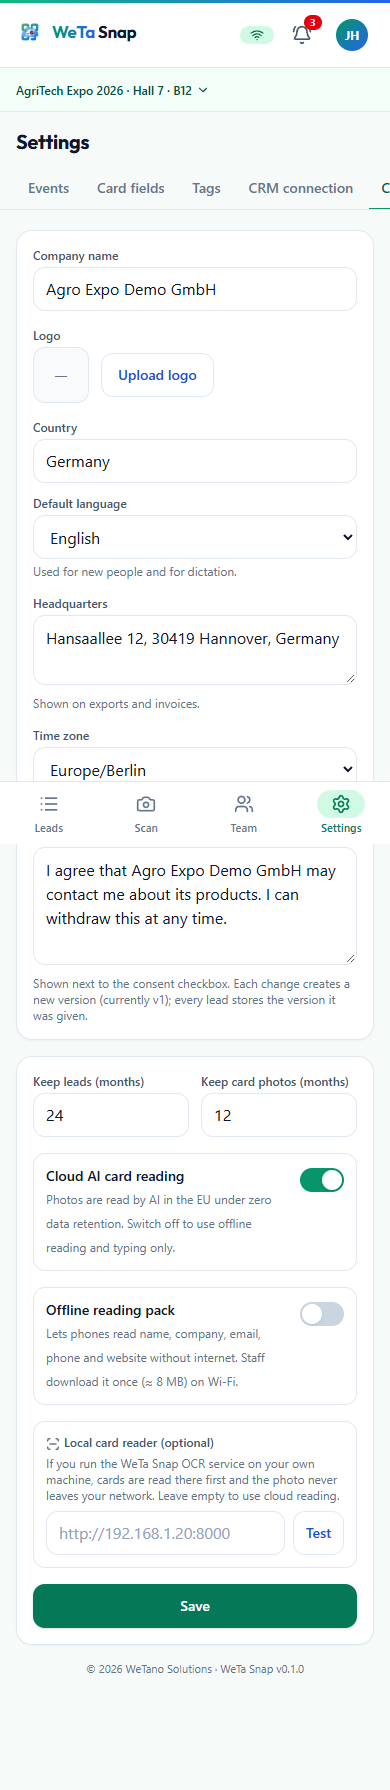 WeTa Snap
3
JH
AgriTech Expo 2026 · Hall 7 · B12
Settings
Events
Card fields
Tags
CRM connection
C
Company name
Agro Expo Demo GmbH
Logo
—
Upload logo
Country
Germany
Default language
English
Used for new people and for dictation.
Headquarters
Hansaallee 12, 30419 Hannover, Germany
Shown on exports and invoices.
Time zone
Europe/Berlin
Leads
Scan
Team
Settings
I agree that Agro Expo Demo GmbH may
contact me about its products. I can
withdraw this at any time.
Shown next to the consent checkbox. Each change creates a
new version (currently v1); every lead stores the version it
was given.
Keep leads (months)
Keep card photos (months)
24
12
Cloud AI card reading
Photos are read by AI in the EU under zero
data retention. Switch off to use offline
reading and typing only.
Offline reading pack
Lets phones read name, company, email,
phone and website without internet. Staff
download it once (≈ 8 MB) on Wi-Fi.
Local card reader (optional)
If you run the WeTa Snap OCR service on your own
machine, cards are read there first and the photo never
leaves your network. Leave empty to use cloud reading.
http://192.168.1.20:8000
Test
Save
© 2026 WeTano Solutions · WeTa Snap v0.1.0